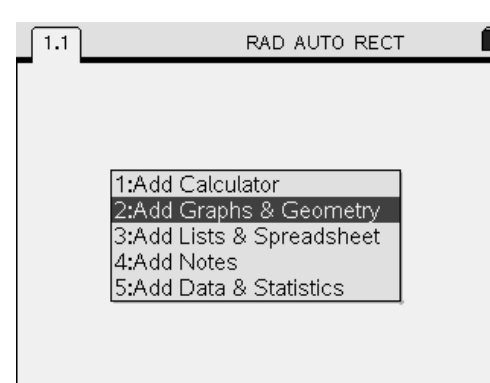 1.1 RAD AUTO RECT
1:Add Calculator
2:Add Graphs & Geometry
3:Add Lists & Spreadsheet
4:Add Notes
5:Add Data & Statistics